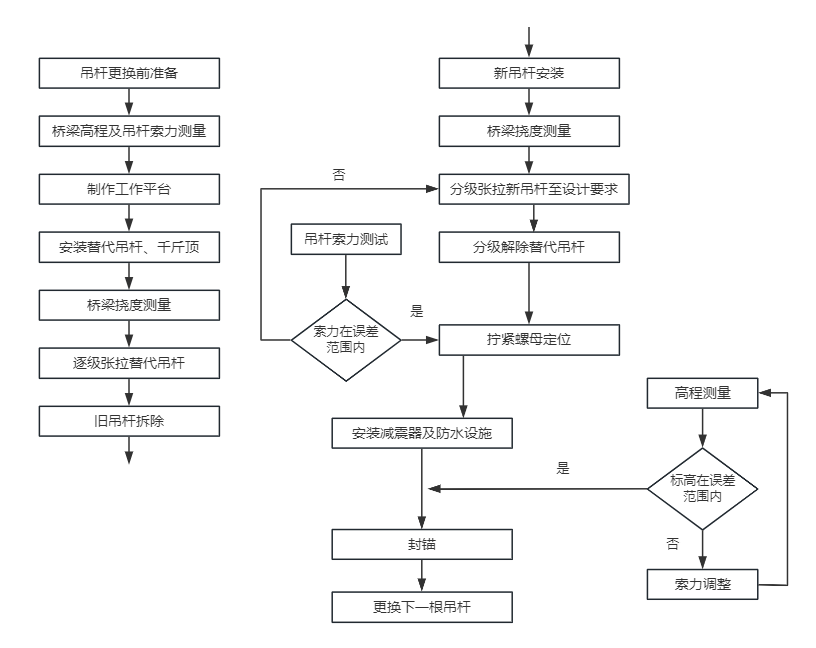 吊杆更换前准备
桥梁高程及吊杆索力测量
制作工作平台
安装替代吊杆、千斤顶
桥梁挠度测量
逐级张拉替代吊杆
旧吊杆拆除
新吊杆安装
桥梁挠度测量
否
分级张拉新吊杆至设计要求
吊杆索力测试
分级解除替代吊杆
索力在误差
范围内
是
拧紧螺母定位
安装减震器及防水设施
高程测量
是
标高在误差
范围内
否
索力调整
封锚
更换下一根吊杆